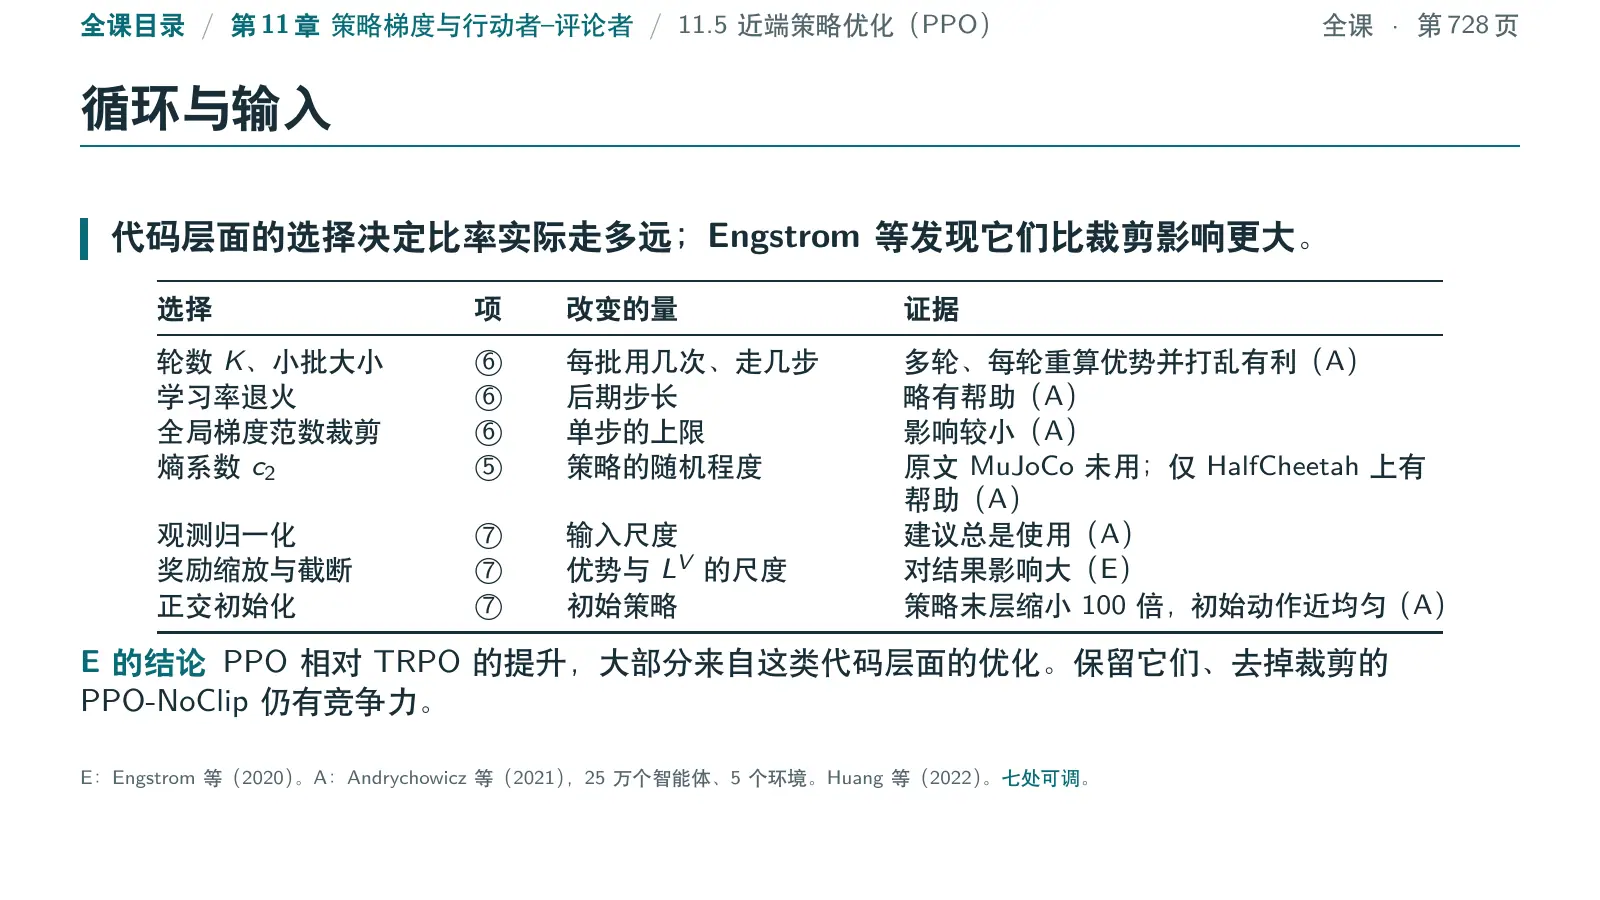 全课目录 / 第 11 章 策略梯度与行动者–评论者 / 11.5 近端策略优化（PPO） 全课 · 第 728 页
循环与输入
代码层面的选择决定比率实际走多远；Engstrom 等发现它们比裁剪影响更大。
选择 项 改变的量 证据
轮数 K、小批大小 ⑥ 每批用几次、走几步 多轮、每轮重算优势并打乱有利（A）
学习率退火 ⑥ 后期步长 略有帮助（A）
全局梯度范数裁剪 ⑥ 单步的上限 影响较小（A）
熵系数 c₂ ⑤ 策略的随机程度 原文 MuJoCo 未用；仅 HalfCheetah 上有
帮助（A）
观测归一化 ⑦ 输入尺度 建议总是使用（A）
奖励缩放与截断 ⑦ 优势与 L^V 的尺度 对结果影响大（E）
正交初始化 ⑦ 初始策略 策略末层缩小 100 倍，初始动作近均匀（A）
E 的结论 PPO 相对 TRPO 的提升，大部分来自这类代码层面的优化。保留它们、去掉裁剪的
PPO-NoClip 仍有竞争力。
E：Engstrom 等（2020）。A：Andrychowicz 等（2021），25 万个智能体、5 个环境。Huang 等（2022）。七处可调。